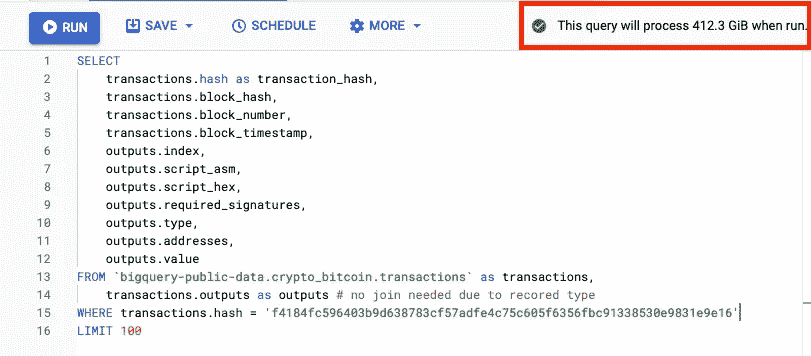 RUN SAVE SCHEDULE MORE This query will process 412.3 GiB when run.
1 SELECT
2 transactions.hash as transaction_hash,
3 transactions.block_hash,
4 transactions.block_number,
5 transactions.block_timestamp,
6 outputs.index,
7 outputs.script_asm,
8 outputs.script_hex,
9 outputs.required_signatures,
10 outputs.type,
11 outputs.addresses,
12 outputs.value
13 FROM `bigquery-public-data.crypto_bitcoin.transactions` as transactions,
14 transactions.outputs as outputs # no join needed due to recored type
15 WHERE transactions.hash = 'f4184fc596403b9d638783cf57adfe4c75c605f6356fbc91338530e9831e9e16'
16 LIMIT 100